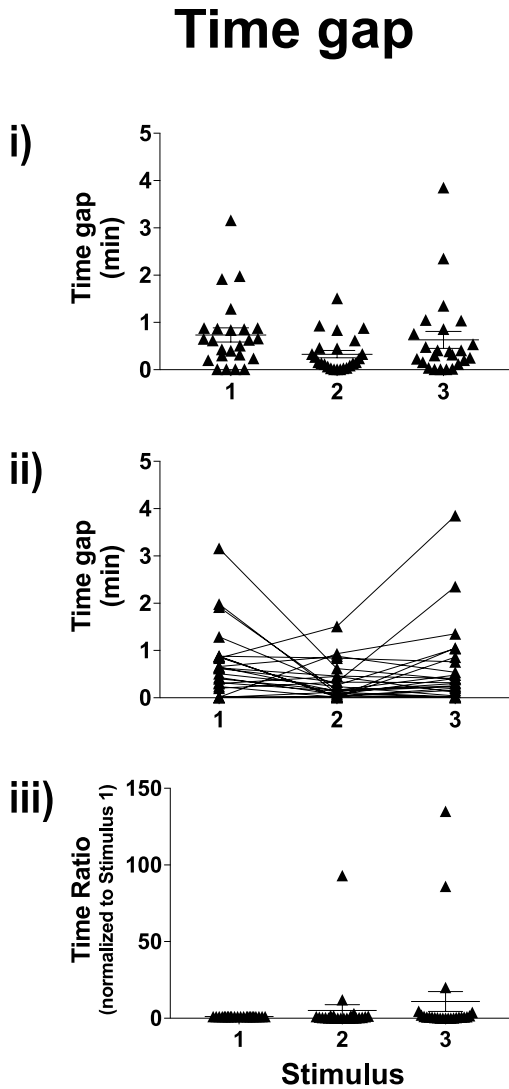 Time gap
i)
Time gap
(min)
5
4
3
2
1
0
1 2 3
ii)
Time gap
(min)
5
4
3
2
1
0
1 2 3
iii)
Time Ratio
(normalized to Stimulus 1)
150
100
50
0
1 2 3
Stimulus